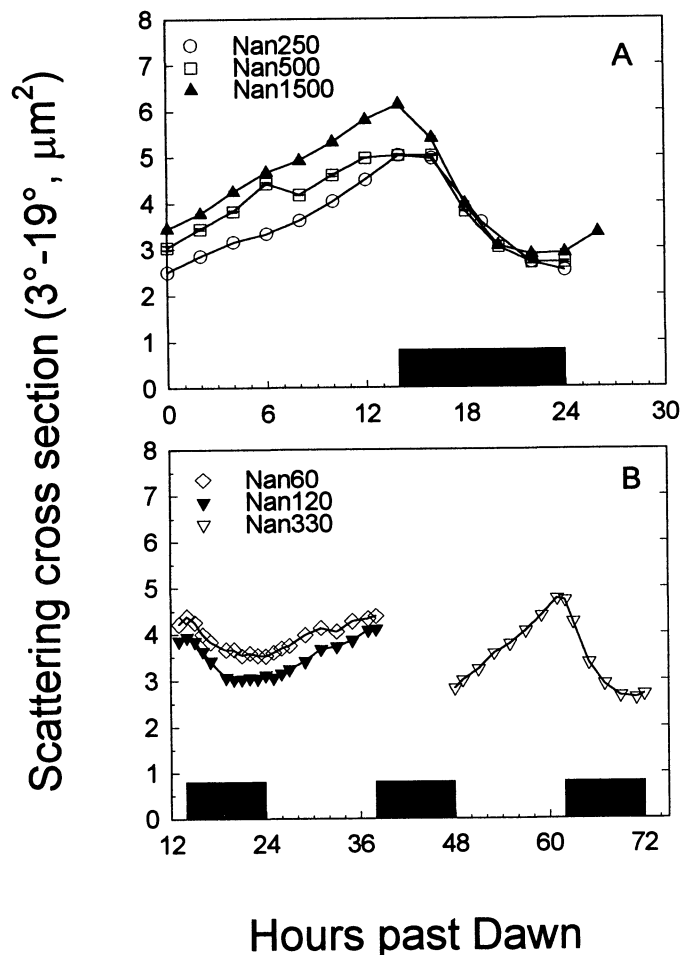 Scattering cross section (3°-19°, μm²)
8
7
6
5
4
3
2
1
0
Nan250
Nan500
Nan1500
A
0 6 12 18 24 30
8
7
6
5
4
3
2
1
0
Nan60
Nan120
Nan330
B
12 24 36 48 60 72
Hours past Dawn